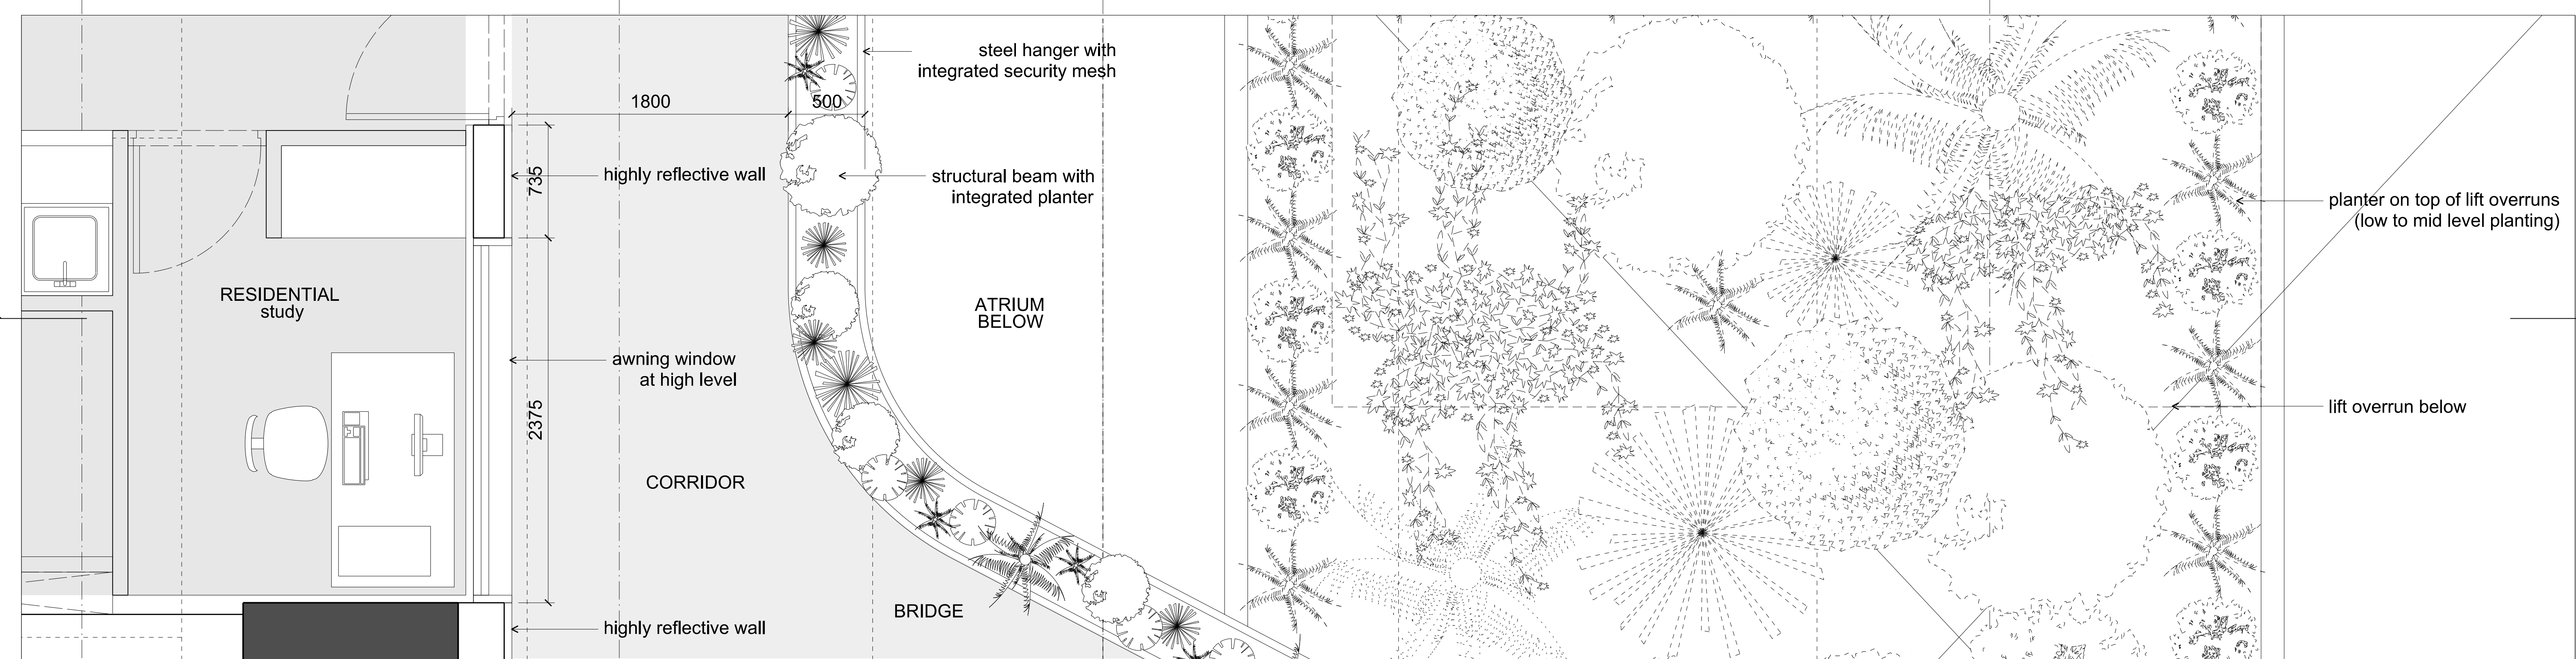 steel hanger with
integrated security mesh
1800
500
735
highly reflective wall
structural beam with
integrated planter
planter on top of lift overruns
(low to mid level planting)
RESIDENTIAL
study
ATRIUM
BELOW
awning window
at high level
2375
lift overrun below
CORRIDOR
BRIDGE
highly reflective wall